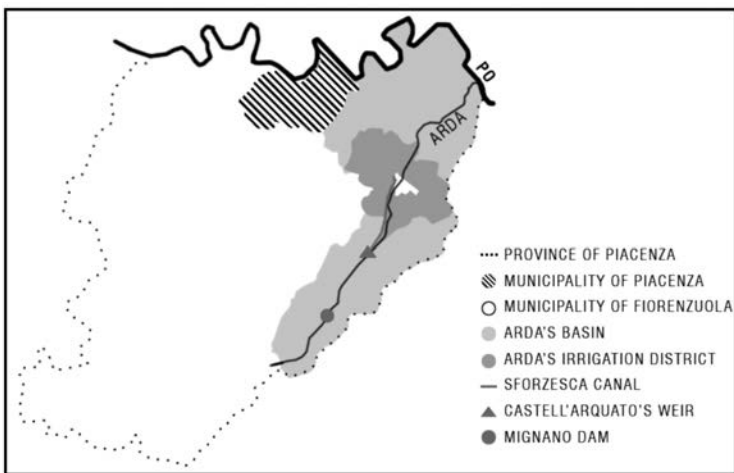 PO
ARDA
PROVINCE OF PIACENZA
MUNICIPALITY OF PIACENZA
MUNICIPALITY OF FIORENZUOLA
ARDA'S BASIN
ARDA'S IRRIGATION DISTRICT
SFORZESCA CANAL
CASTELL'ARQUATO'S WEIR
MIGNANO DAM